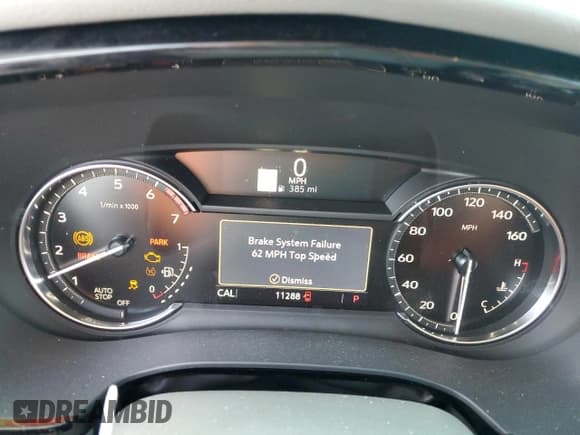 0
MPH
385 mi
1/min x 1000
1 2 3 4 5 6 7
ABS
BRAKE
PARK
AUTO
STOP
OFF
1
0
Brake System Failure
62 MPH Top Speed
Dismiss
CAL
11288
P
0 20 40 60 80 100 120 140 160
MPH
H
C
DREAMBID